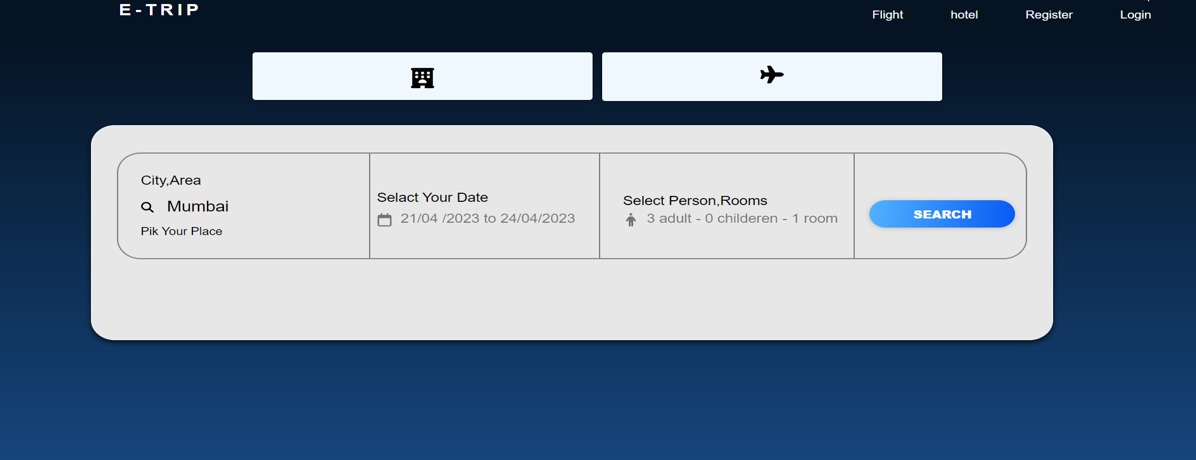 E-TRIP
Flight hotel Register Login
City,Area
Mumbai
Pik Your Place
Selact Your Date
21/04 /2023 to 24/04/2023
Select Person,Rooms
3 adult - 0 childeren - 1 room
SEARCH